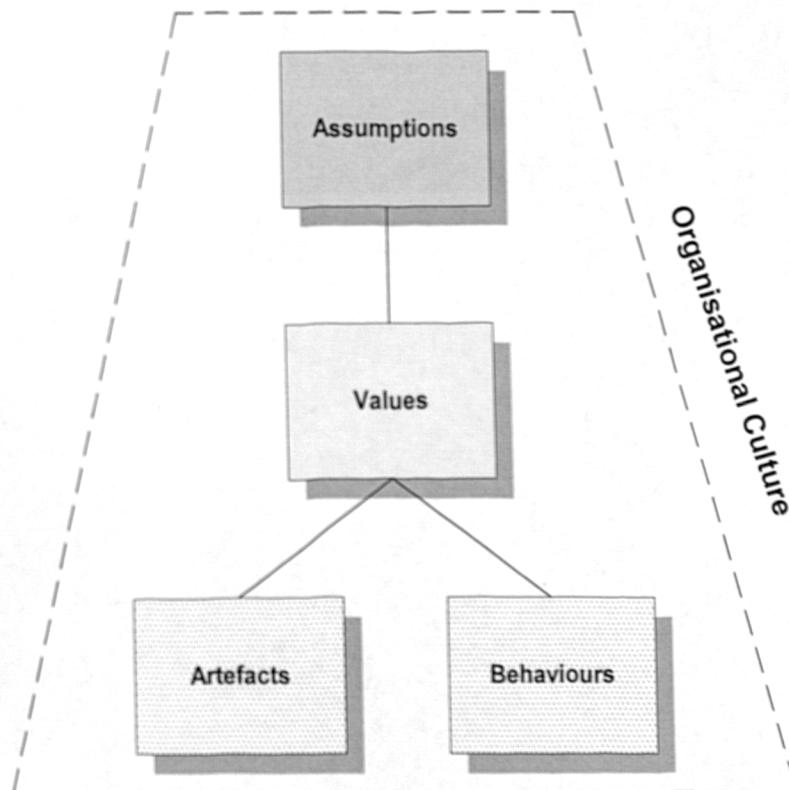 Assumptions
Organisational Culture
Values
Artefacts
Behaviours